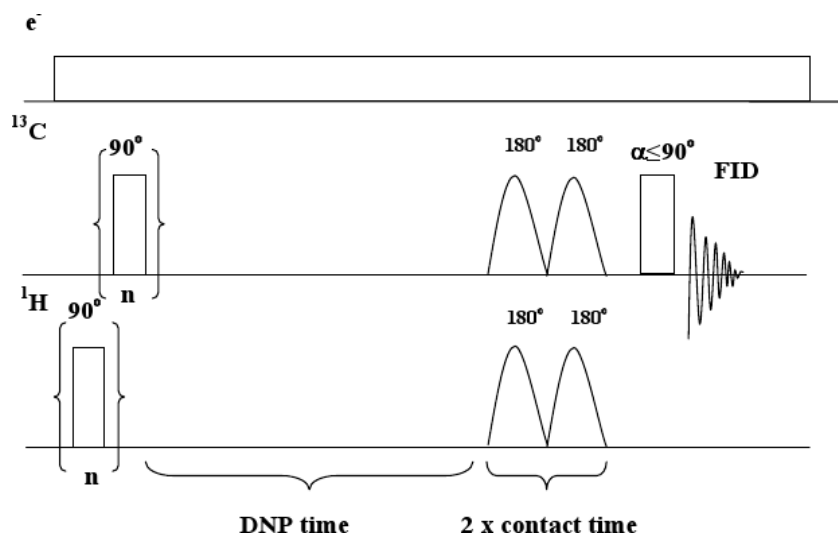 e-
13C
90°
180° 180° α≤90°
FID
n
1H
90°
180° 180°
n
DNP time 2 x contact time